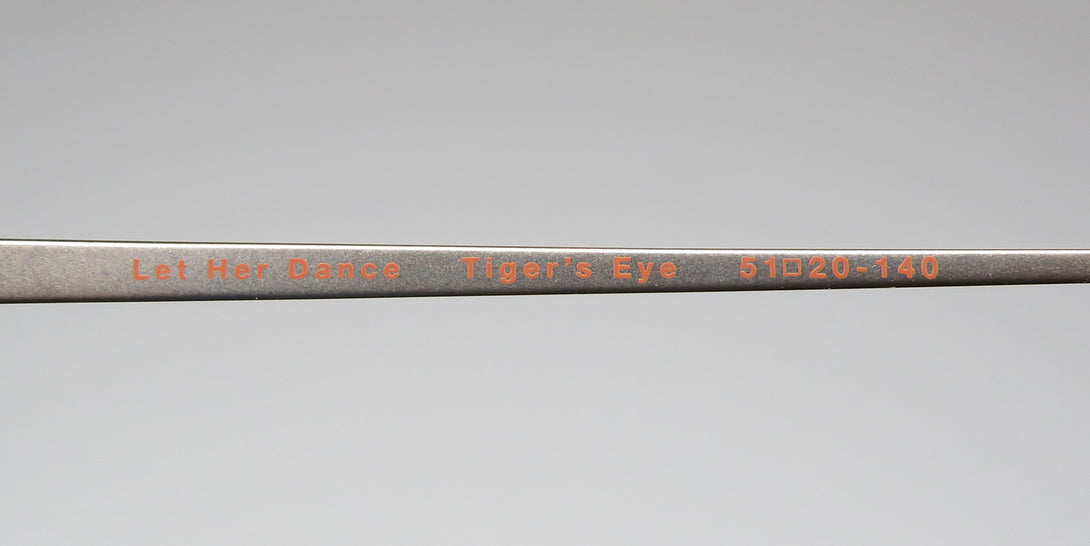 Let Her Dance Tiger's Eye 51□20-140